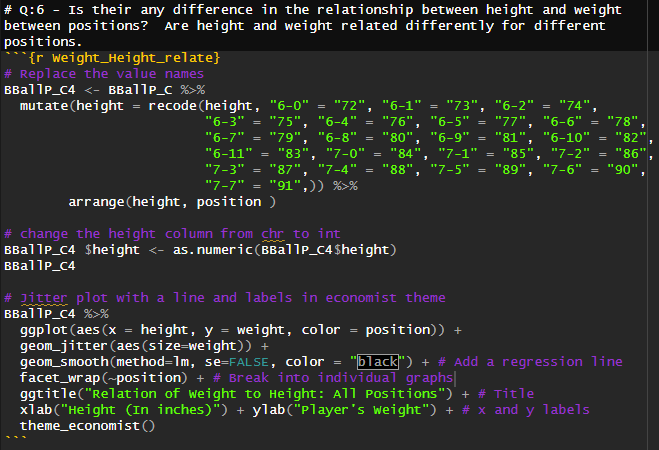 # Q:6 - Is their any difference in the relationship between height and weight
between positions?  Are height and weight related differently for different
positions.
```{r Weight_Height_relate}
# Replace the value names
BBallP_C4 <- BBallP_C %>%
  mutate(height = recode(height, "6-0" = "72", "6-1" = "73", "6-2" = "74",
                         "6-3" = "75", "6-4" = "76", "6-5" = "77", "6-6" = "78",
                         "6-7" = "79", "6-8" = "80", "6-9" = "81", "6-10" = "82",
                         "6-11" = "83", "7-0" = "84", "7-1" = "85", "7-2" = "86",
                         "7-3" = "87", "7-4" = "88", "7-5" = "89", "7-6" = "90",
                         "7-7" = "91",)) %>%
        arrange(height, position )

# change the height column from chr to int
BBallP_C4 $height <- as.numeric(BBallP_C4$height)
BBallP_C4

# Jitter plot with a line and labels in economist theme
BBallP_C4 %>%
  ggplot(aes(x = height, y = weight, color = position)) +
  geom_jitter(aes(size=weight)) +
  geom_smooth(method=lm, se=FALSE, color = "black") + # Add a regression line
  facet_wrap(~position) + # Break into individual graphs
  ggtitle("Relation of Weight to Height: All Positions") + # Title
  xlab("Height (In inches)") + ylab("Player's Weight") + # x and y labels
  theme_economist()
```